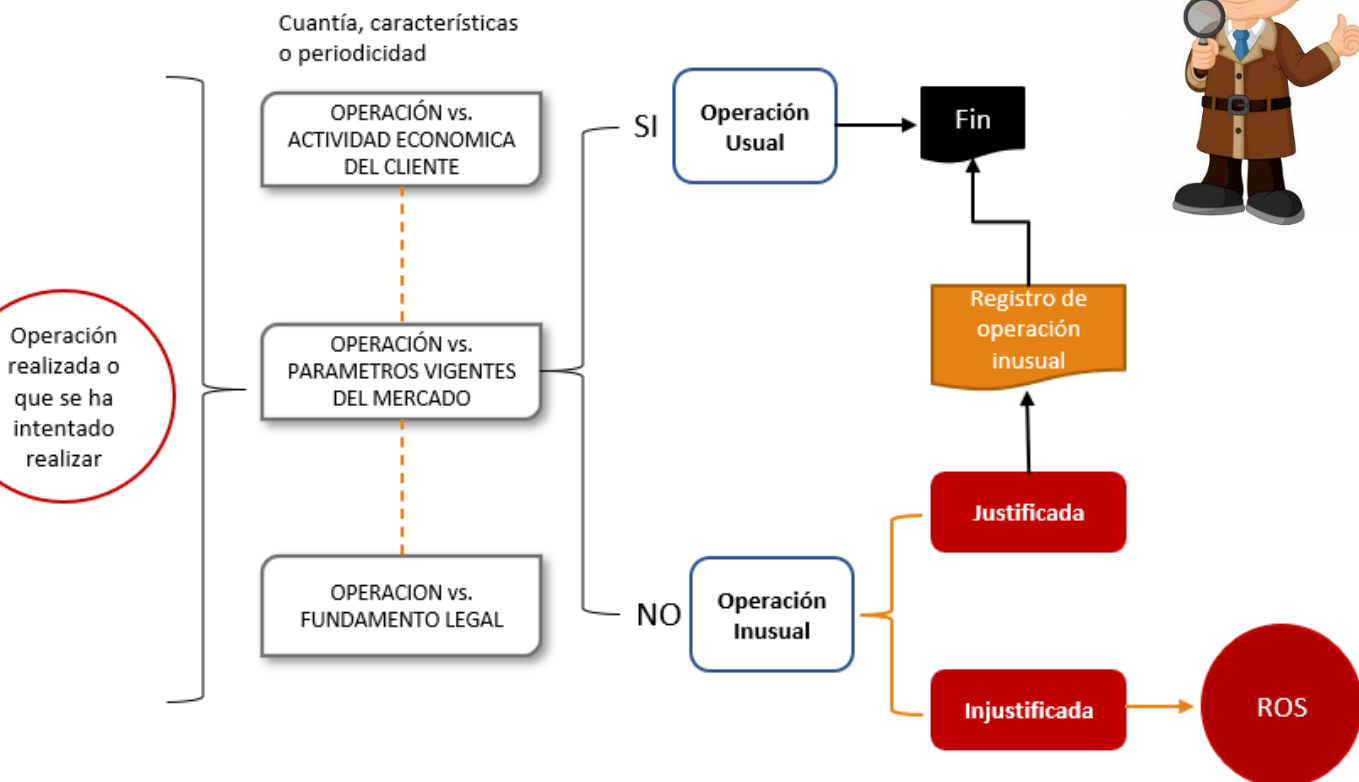 Cuantía, características
o periodicidad
OPERACIÓN vs.
ACTIVIDAD ECONOMICA
DEL CLIENTE
SI
Operación
Usual
Fin
Operación
realizada o
que se ha
intentado
realizar
OPERACIÓN vs.
PARAMETROS VIGENTES
DEL MERCADO
Registro de
operación
inusual
Justificada
OPERACION vs.
FUNDAMENTO LEGAL
NO
Operación
Inusual
Injustificada
ROS